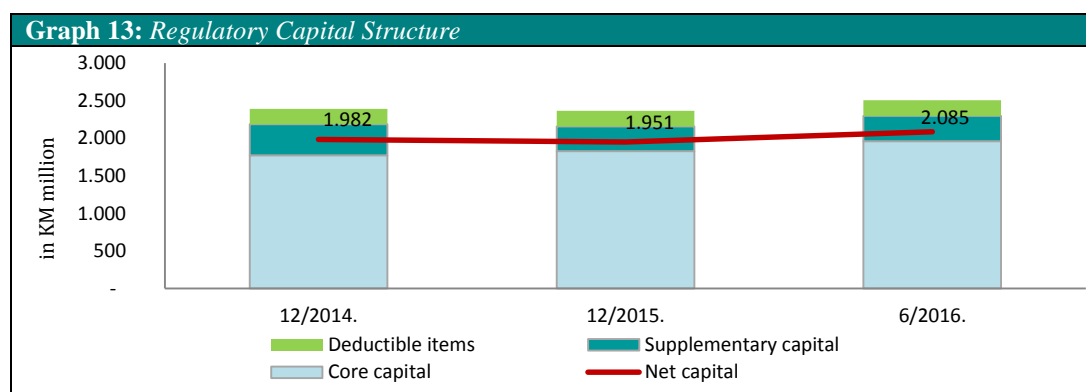 Graph 13: Regulatory Capital Structure
in KM million
3.000
2.500
2.000
1.500
1.000
500
-
1.982
1.951
2.085
12/2014.
12/2015.
6/2016.
Deductible items
Supplementary capital
Core capital
Net capital